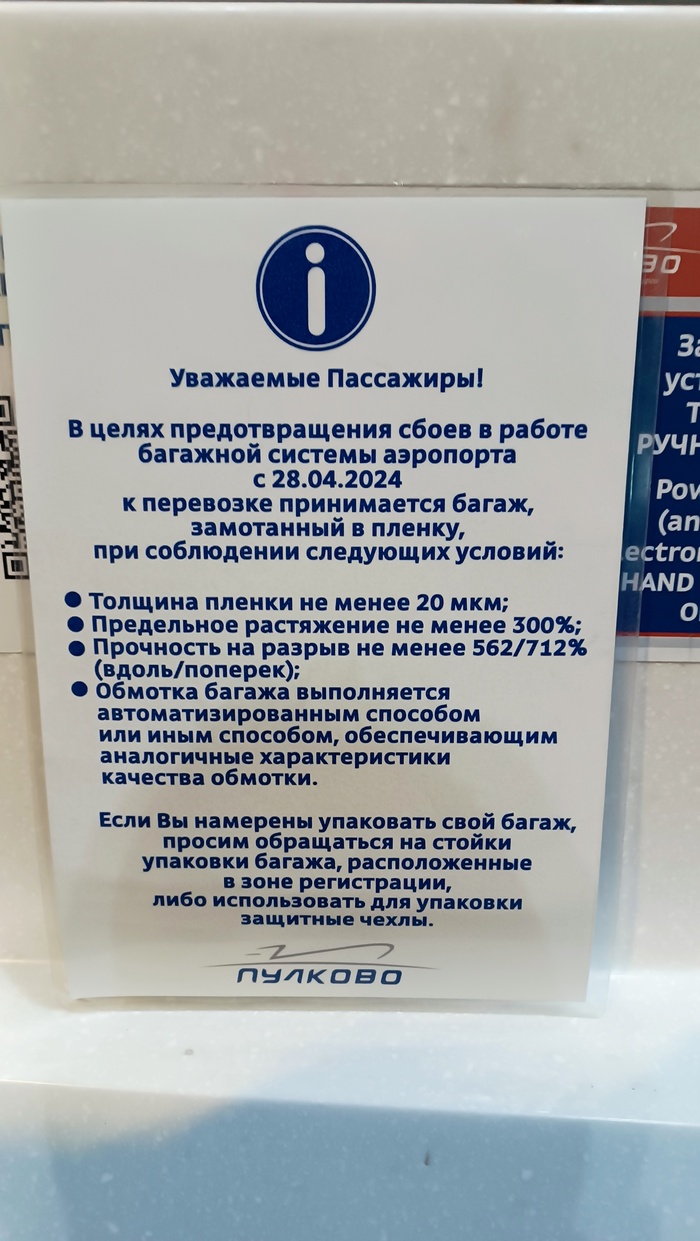 Уважаемые Пассажиры!
В целях предотвращения сбоев в работе
багажной системы аэропорта
с 28.04.2024
к перевозке принимается багаж,
замотанный в пленку,
при соблюдении следующих условий:
● Толщина пленки не менее 20 мкм;
● Предельное растяжение не менее 300%;
● Прочность на разрыв не менее 562/712%
(вдоль/поперек);
● Обмотка багажа выполняется
автоматизированным способом
или иным способом, обеспечивающим
аналогичные характеристики
качества обмотки.
Если Вы намерены упаковать свой багаж,
просим обращаться на стойки
упаковки багажа, расположенные
в зоне регистрации,
либо использовать для упаковки
защитные чехлы.
ПУЛКОВО
HAND